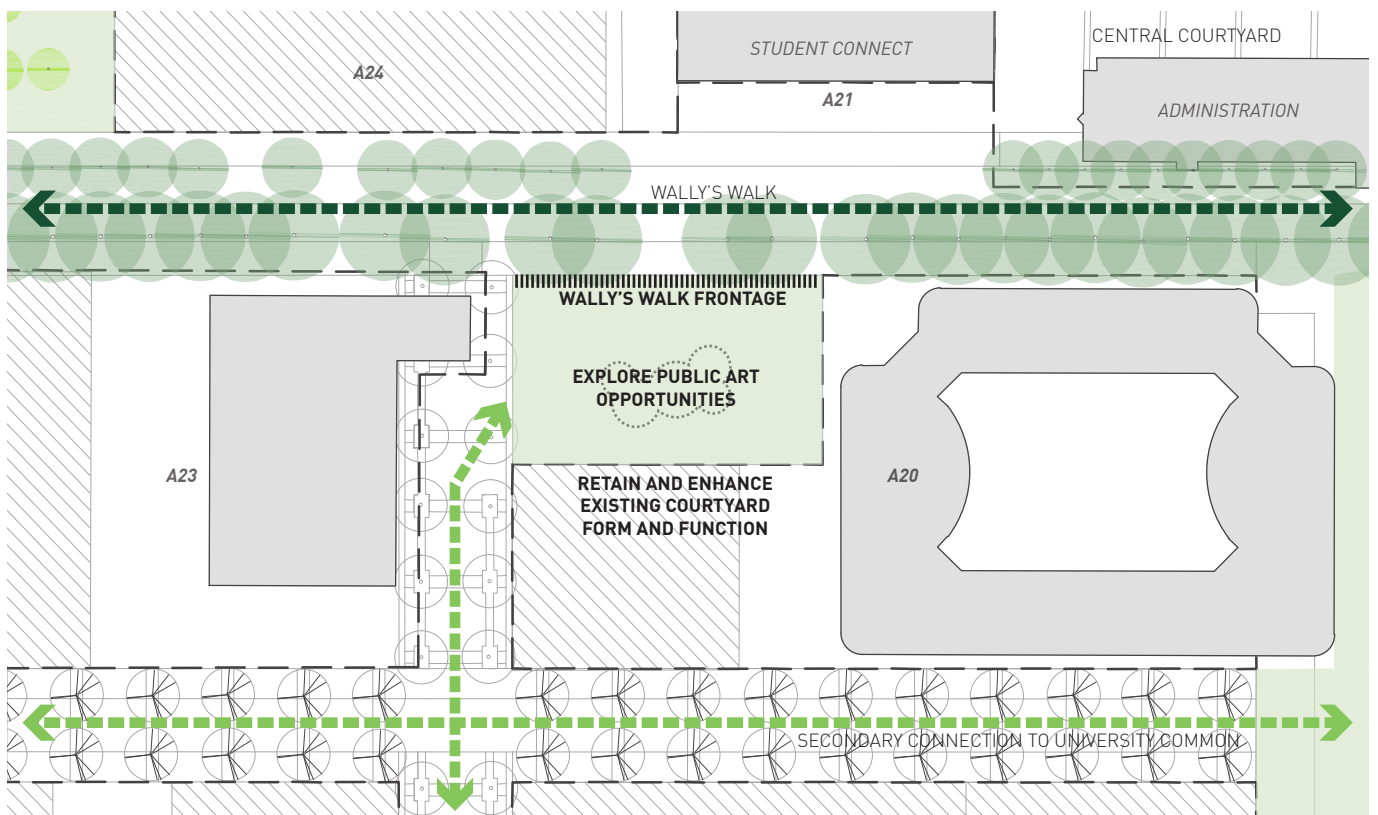 CENTRAL COURTYARD
STUDENT CONNECT
A24
A21
ADMINISTRATION
WALLY'S WALK
WALLY'S WALK FRONTAGE
EXPLORE PUBLIC ART
OPPORTUNITIES
A23
RETAIN AND ENHANCE
EXISTING COURTYARD
FORM AND FUNCTION
A20
SECONDARY CONNECTION TO UNIVERSITY COMMON